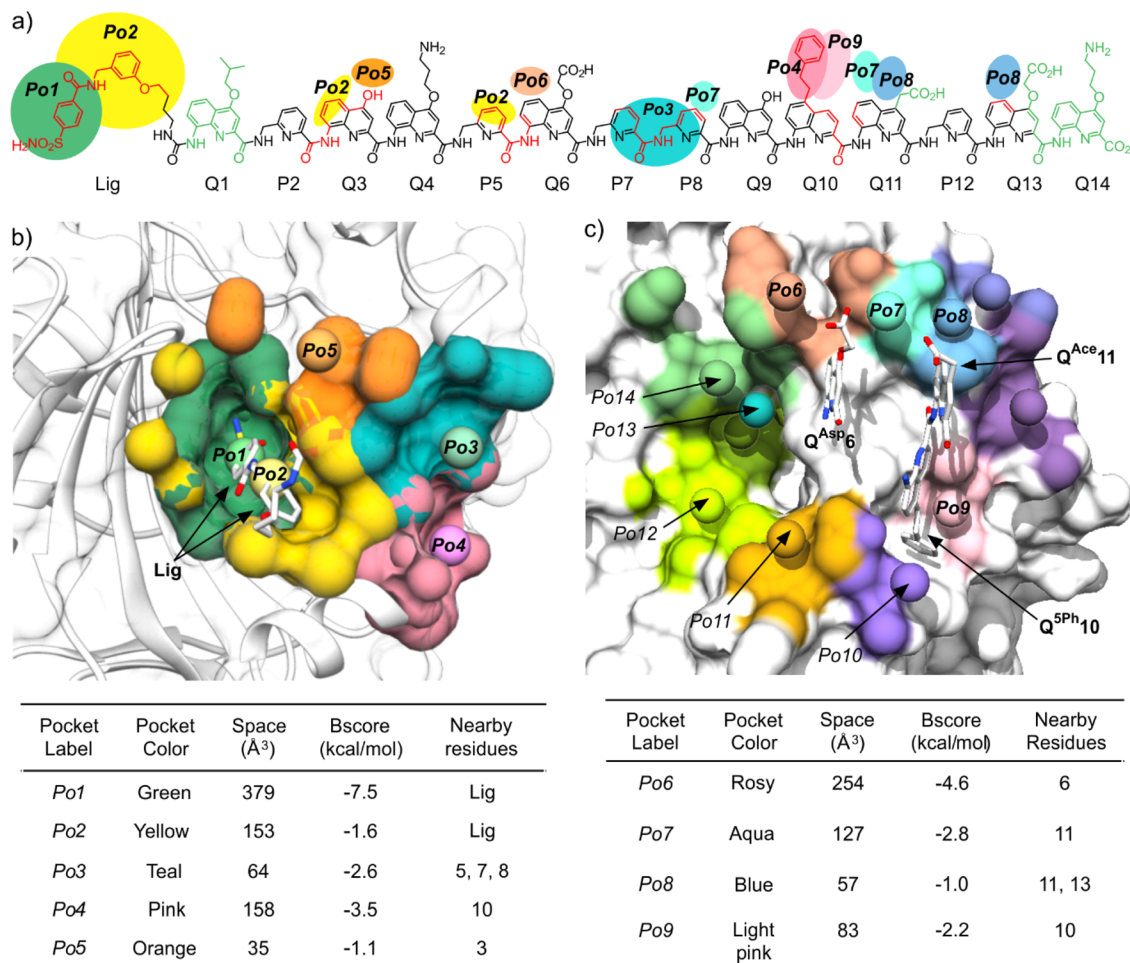 a)
Po2
Po5
NH2
Po9
NH2
Po1
O
NH
O
Po2
OH
O
Po6
CO2H
O
Po2
Po3
Po7
OH
Po4
Po7
Po8
CO2H
Po8
CO2H
O
O
H2NO2S
Lig
Q1
P2
Q3
Q4
P5
Q6
P7
P8
Q9
Q10
Q11
P12
Q13
Q14
b)
Po5
Po1
Po2
Po3
Po4
Lig
c)
Po6
Po7
Po8
QAce11
Po14
Po13
QAsp6
Po9
Po12
Po11
Po10
Q5Ph10
Pocket Label Pocket Color Space (Å3) Bscore (kcal/mol) Nearby residues
Po1 Green 379 -7.5 Lig
Po2 Yellow 153 -1.6 Lig
Po3 Teal 64 -2.6 5, 7, 8
Po4 Pink 158 -3.5 10
Po5 Orange 35 -1.1 3
Pocket Label Pocket Color Space (Å3) Bscore (kcal/mol) Nearby Residues
Po6 Rosy 254 -4.6 6
Po7 Aqua 127 -2.8 11
Po8 Blue 57 -1.0 11, 13
Po9 Light pink 83 -2.2 10